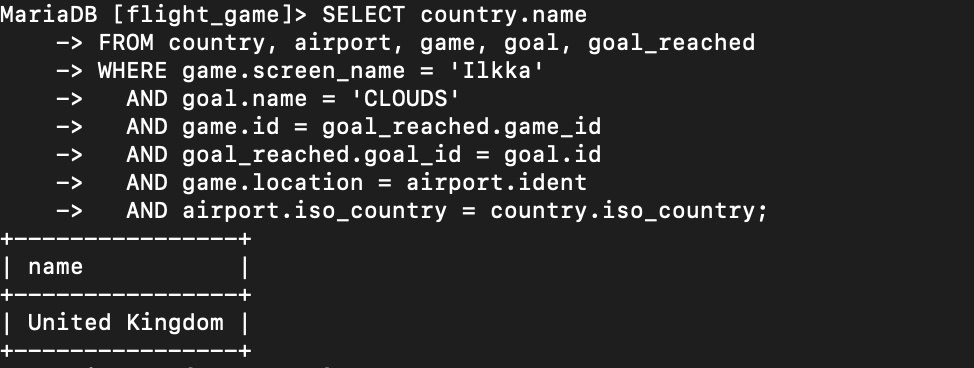 MariaDB [flight_game]> SELECT country.name
    -> FROM country, airport, game, goal, goal_reached
    -> WHERE game.screen_name = 'Ilkka'
    ->   AND goal.name = 'CLOUDS'
    ->   AND game.id = goal_reached.game_id
    ->   AND goal_reached.goal_id = goal.id
    ->   AND game.location = airport.ident
    ->   AND airport.iso_country = country.iso_country;
+----------------+
| name           |
+----------------+
| United Kingdom |
+----------------+